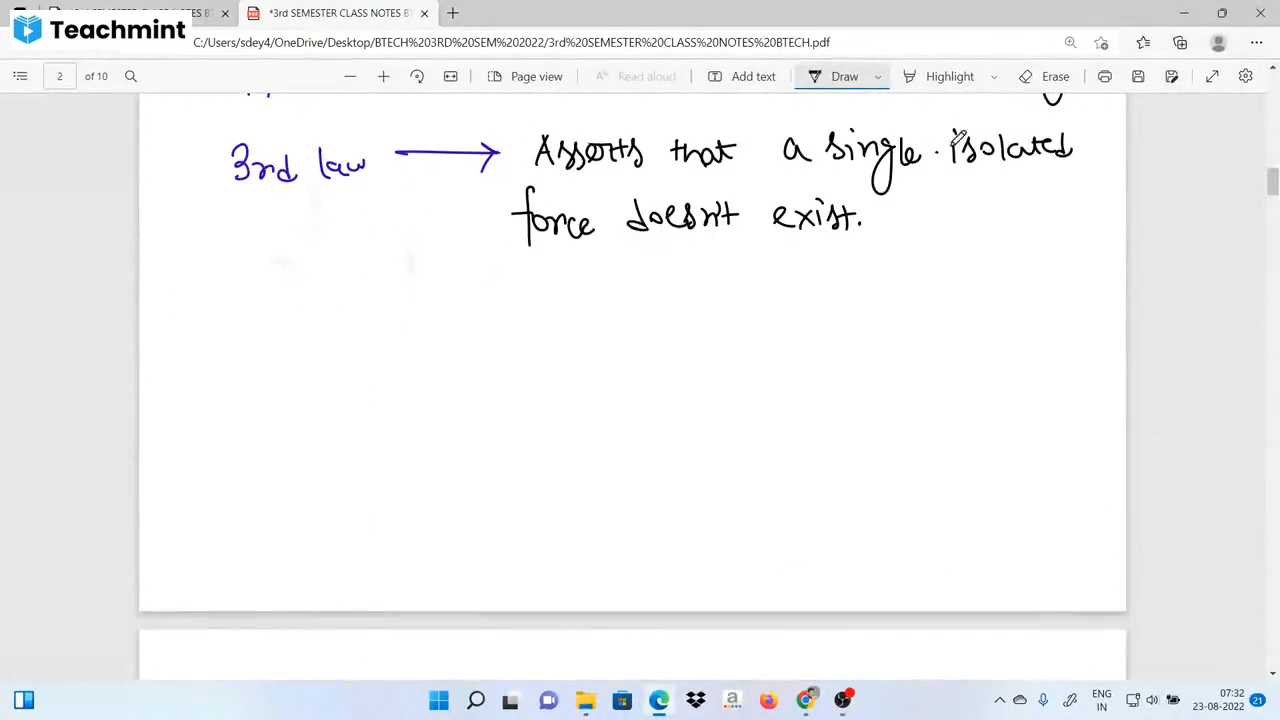 *3rd SEMESTER CLASS NOTES BT
Teachmint
C:/Users/sdey4/OneDrive/Desktop/BTECH%203RD%20SEM%202022/3rd%20SEMESTER%20CLASS%20NOTES%20BTECH.pdf
2 of 10 Page view Read aloud Add text Draw Highlight Erase
3rd law → Asserts that a single isolated
force doesn't exist.
ENG 07:32
IN 23-08-2022 21